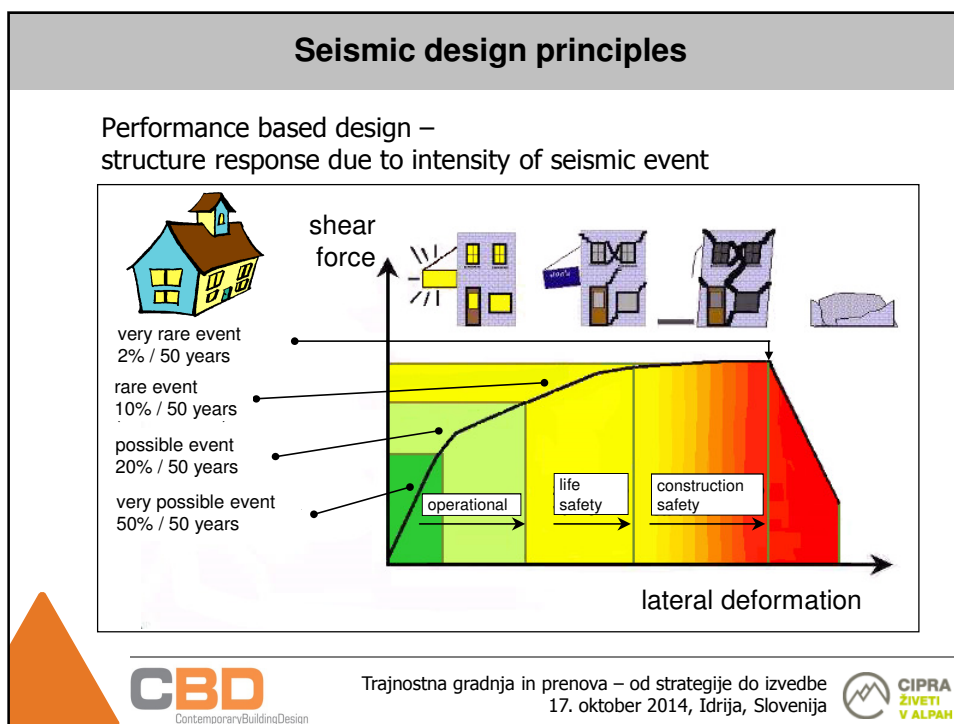 Seismic design principles
Performance based design –
structure response due to intensity of seismic event
shear
force
Jon's
very rare event
2% / 50 years
rare event
10% / 50 years
possible event
20% / 50 years
very possible event
50% / 50 years
operational
life
safety
construction
safety
lateral deformation
CBD
ContemporaryBuildingDesign
Trajnostna gradnja in prenova – od strategije do izvedbe
17. oktober 2014, Idrija, Slovenija
CIPRA
ŽIVETI
V ALPAH